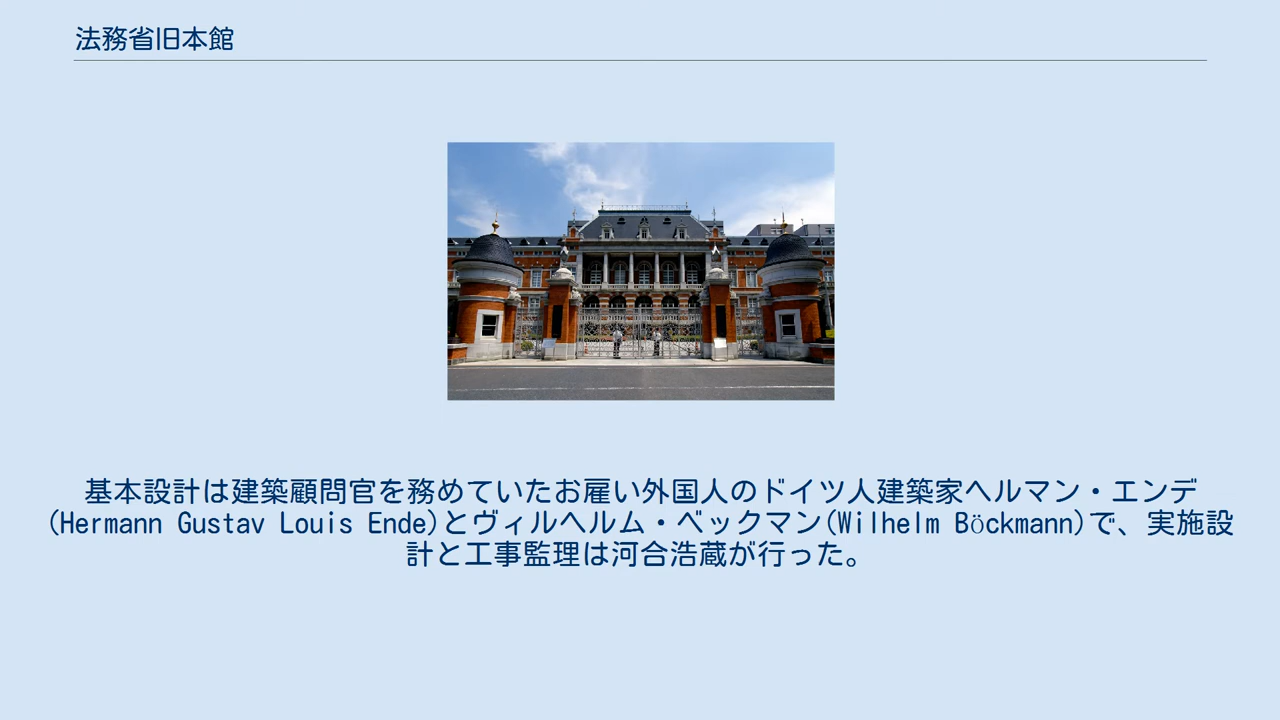 法務省旧本館
基本設計は建築顧問官を務めていたお雇い外国人のドイツ人建築家ヘルマン・エンデ
(Hermann Gustav Louis Ende)とヴィルヘルム・ベックマン(Wilhelm Böckmann)で、実施設
計と工事監理は河合浩蔵が行った。